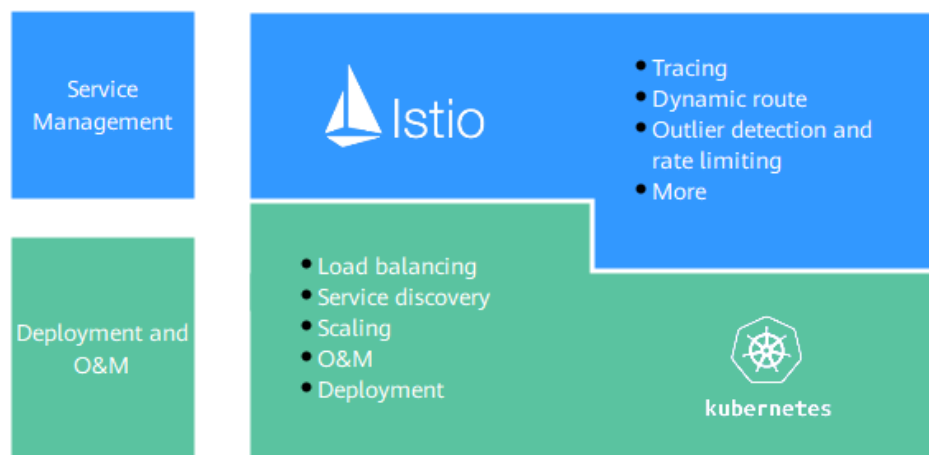 Service
Management
Istio
• Tracing
• Dynamic route
• Outlier detection and
rate limiting
• More
Deployment and
O&M
• Load balancing
• Service discovery
• Scaling
• O&M
• Deployment
kubernetes